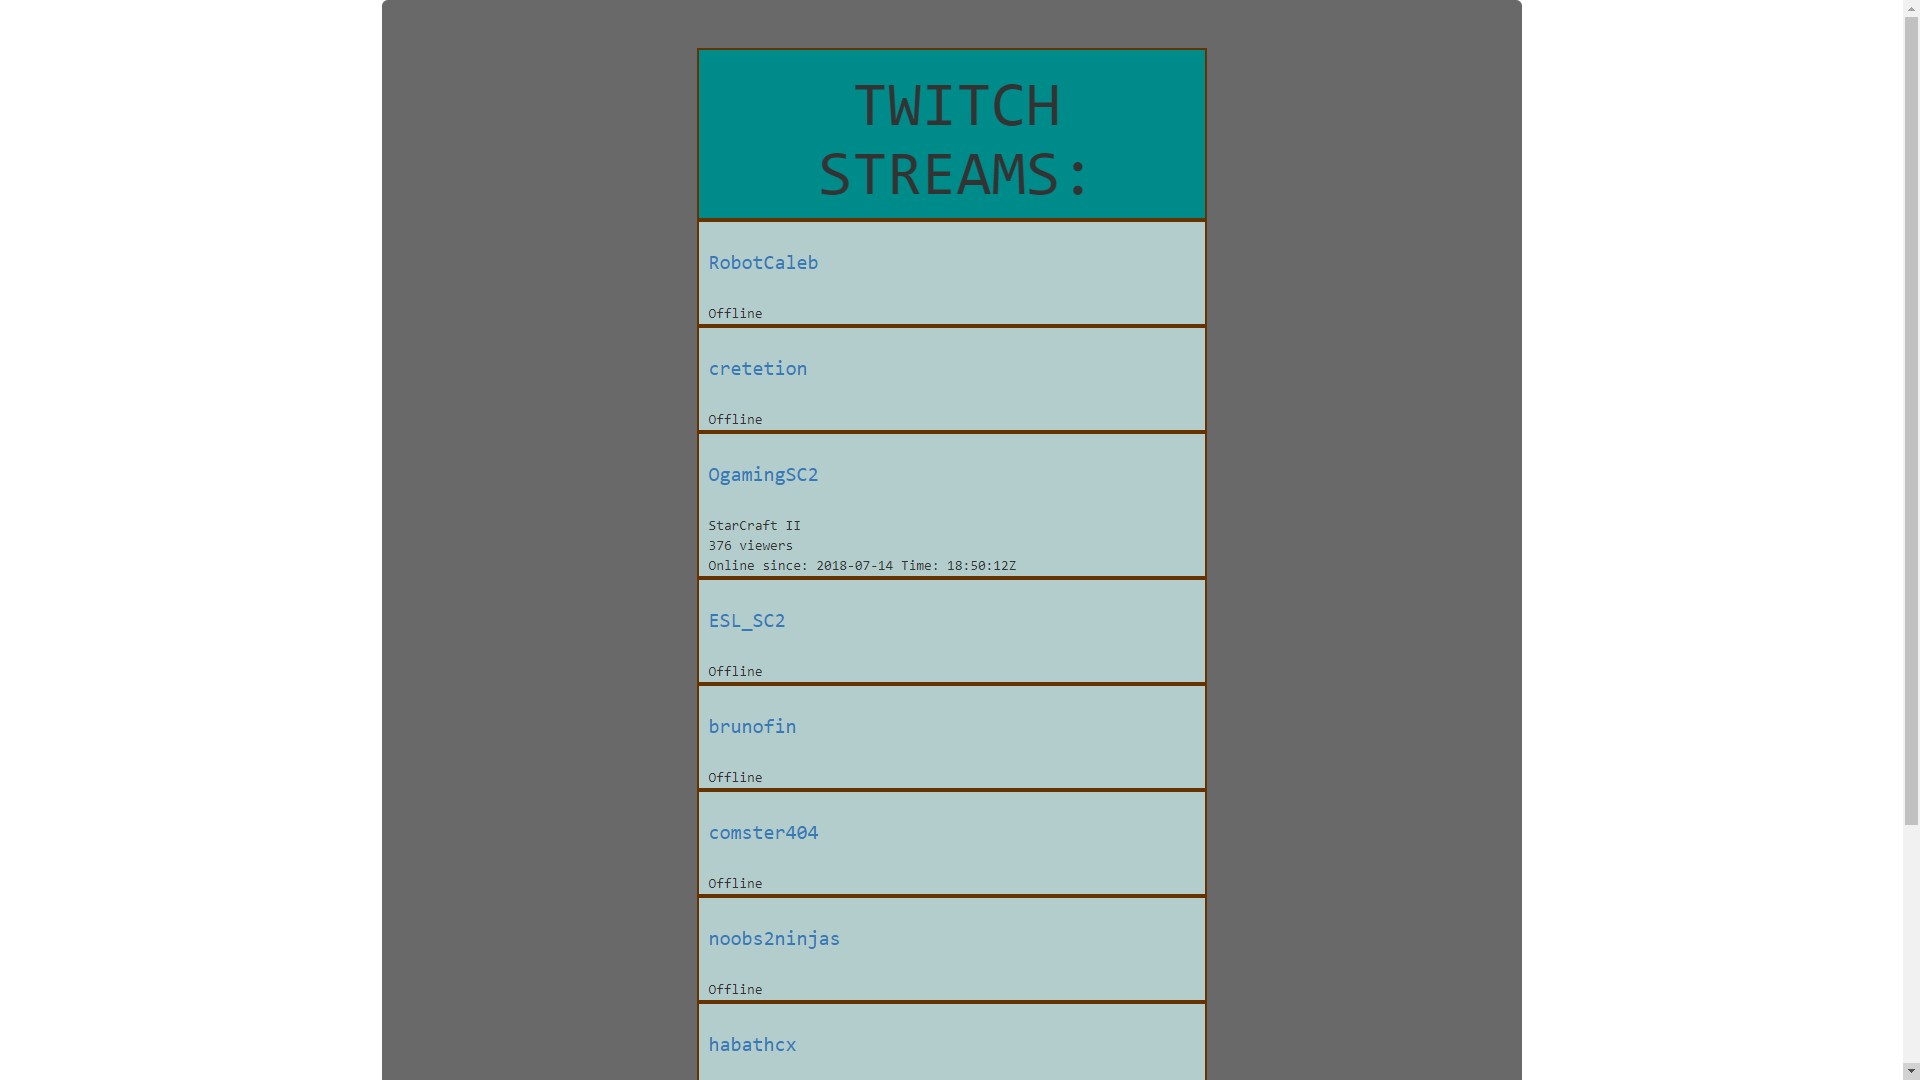 TWITCH
STREAMS:
RobotCaleb
Offline
cretetion
Offline
OgamingSC2
StarCraft II
376 viewers
Online since: 2018-07-14 Time: 18:50:12Z
ESL_SC2
Offline
brunofin
Offline
comster404
Offline
noobs2ninjas
Offline
habathcx